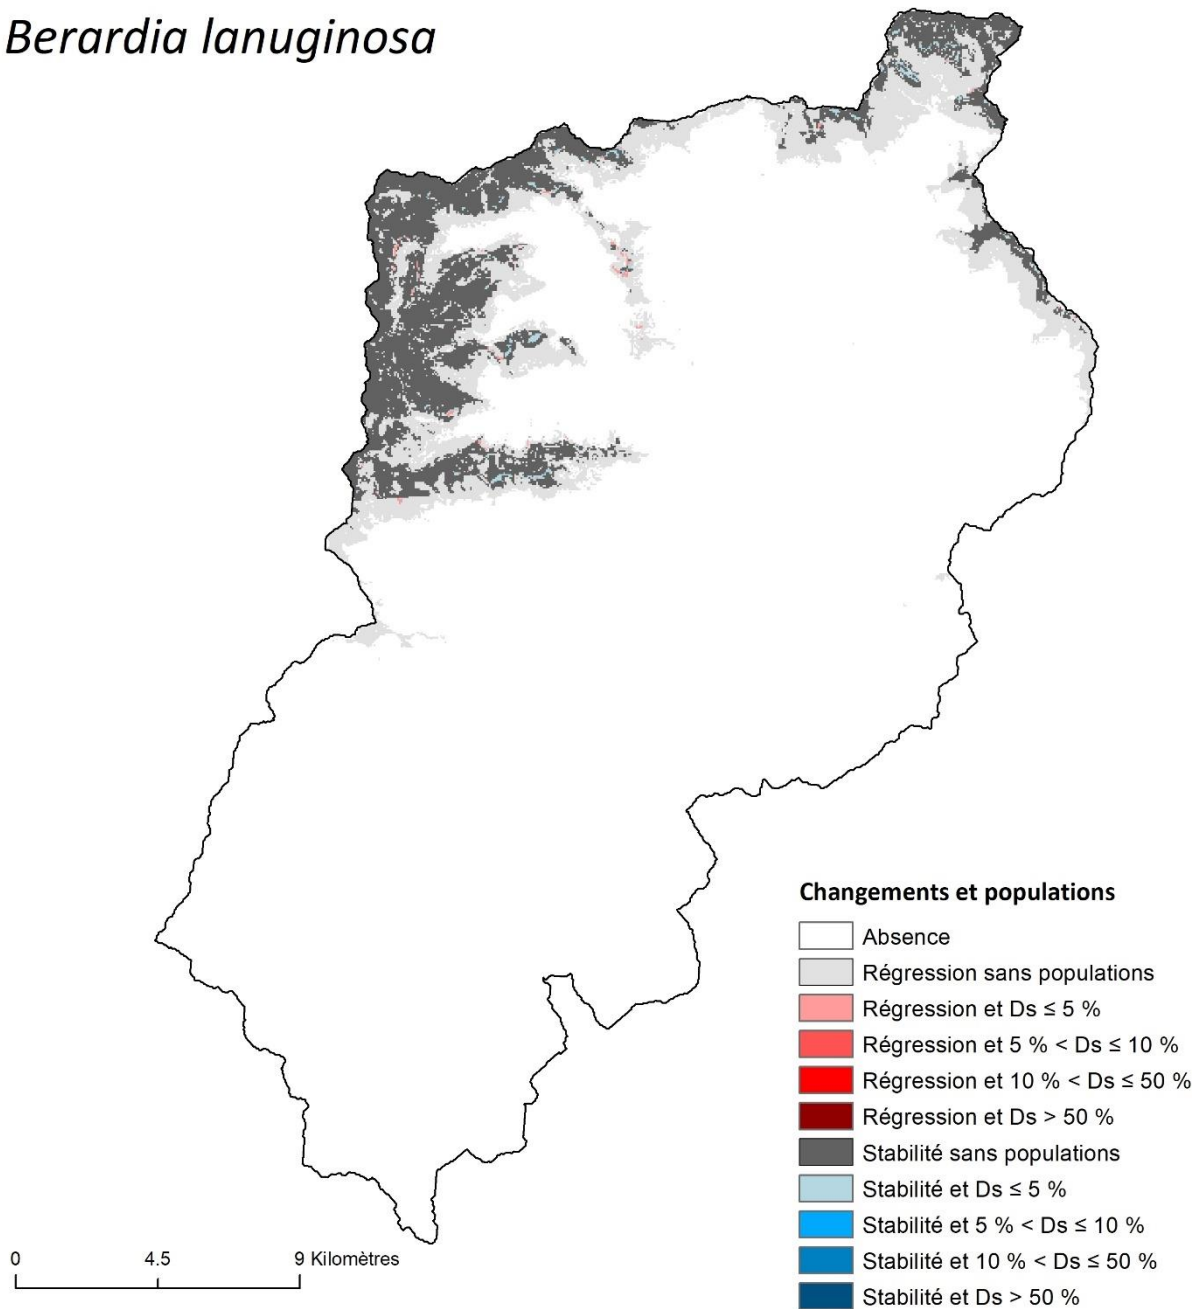 Berardia lanuginosa
Changements et populations
Absence
Régression sans populations
Régression et Ds ≤ 5 %
Régression et 5 % < Ds ≤ 10 %
Régression et 10 % < Ds ≤ 50 %
Régression et Ds > 50 %
Stabilité sans populations
Stabilité et Ds ≤ 5 %
Stabilité et 5 % < Ds ≤ 10 %
Stabilité et 10 % < Ds ≤ 50 %
Stabilité et Ds > 50 %
0 4.5 9 Kilomètres